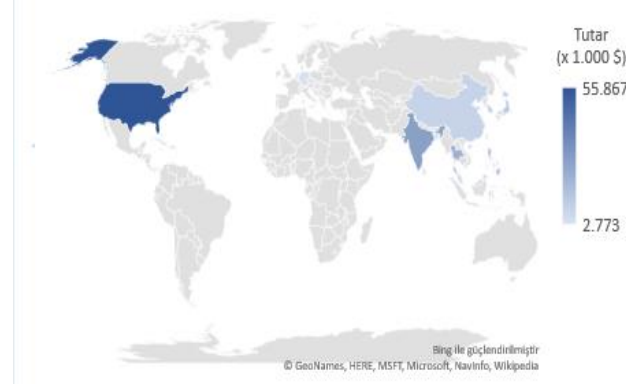 Tutar
(x 1.000 $)
55.867
2.773
Bing ile güçlendirilmiştir
© GeoNames, HERE, MSFT, Microsoft, NavInfo, Wikipedia